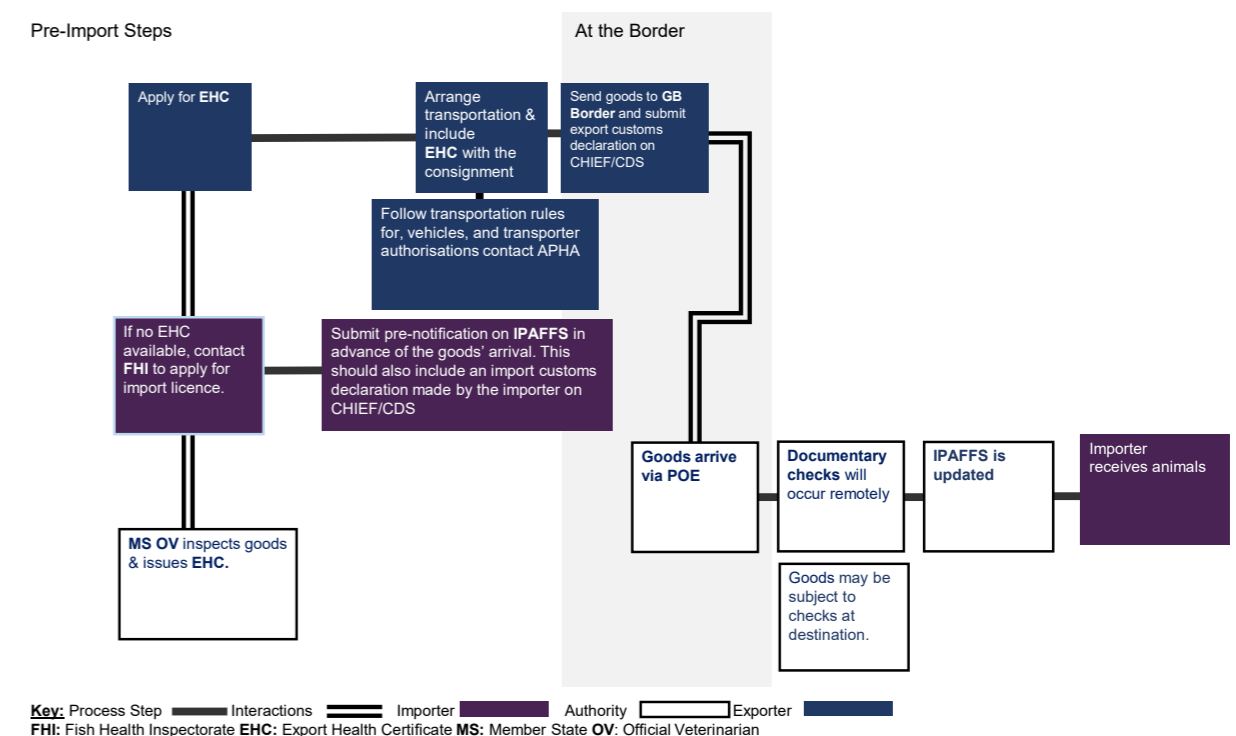 Pre-Import Steps
At the Border
Apply for EHC
Arrange
transportation &
include
EHC with the
consignment
Send goods to GB
Border and submit
export customs
declaration on
CHIEF/CDS
Follow transportation rules
for, vehicles, and transporter
authorisations contact APHA
If no EHC
available, contact
FHI to apply for
import licence.
Submit pre-notification on IPAFFS in
advance of the goods’ arrival. This
should also include an import customs
declaration made by the importer on
CHIEF/CDS
Goods arrive
via POE
Documentary
checks will
occur remotely
IPAFFS is
updated
Importer
receives animals
MS OV inspects goods
& issues EHC.
Goods may be
subject to
checks at
destination.
Key: Process Step Interactions Importer Authority Exporter
FHI: Fish Health Inspectorate EHC: Export Health Certificate MS: Member State OV: Official Veterinarian